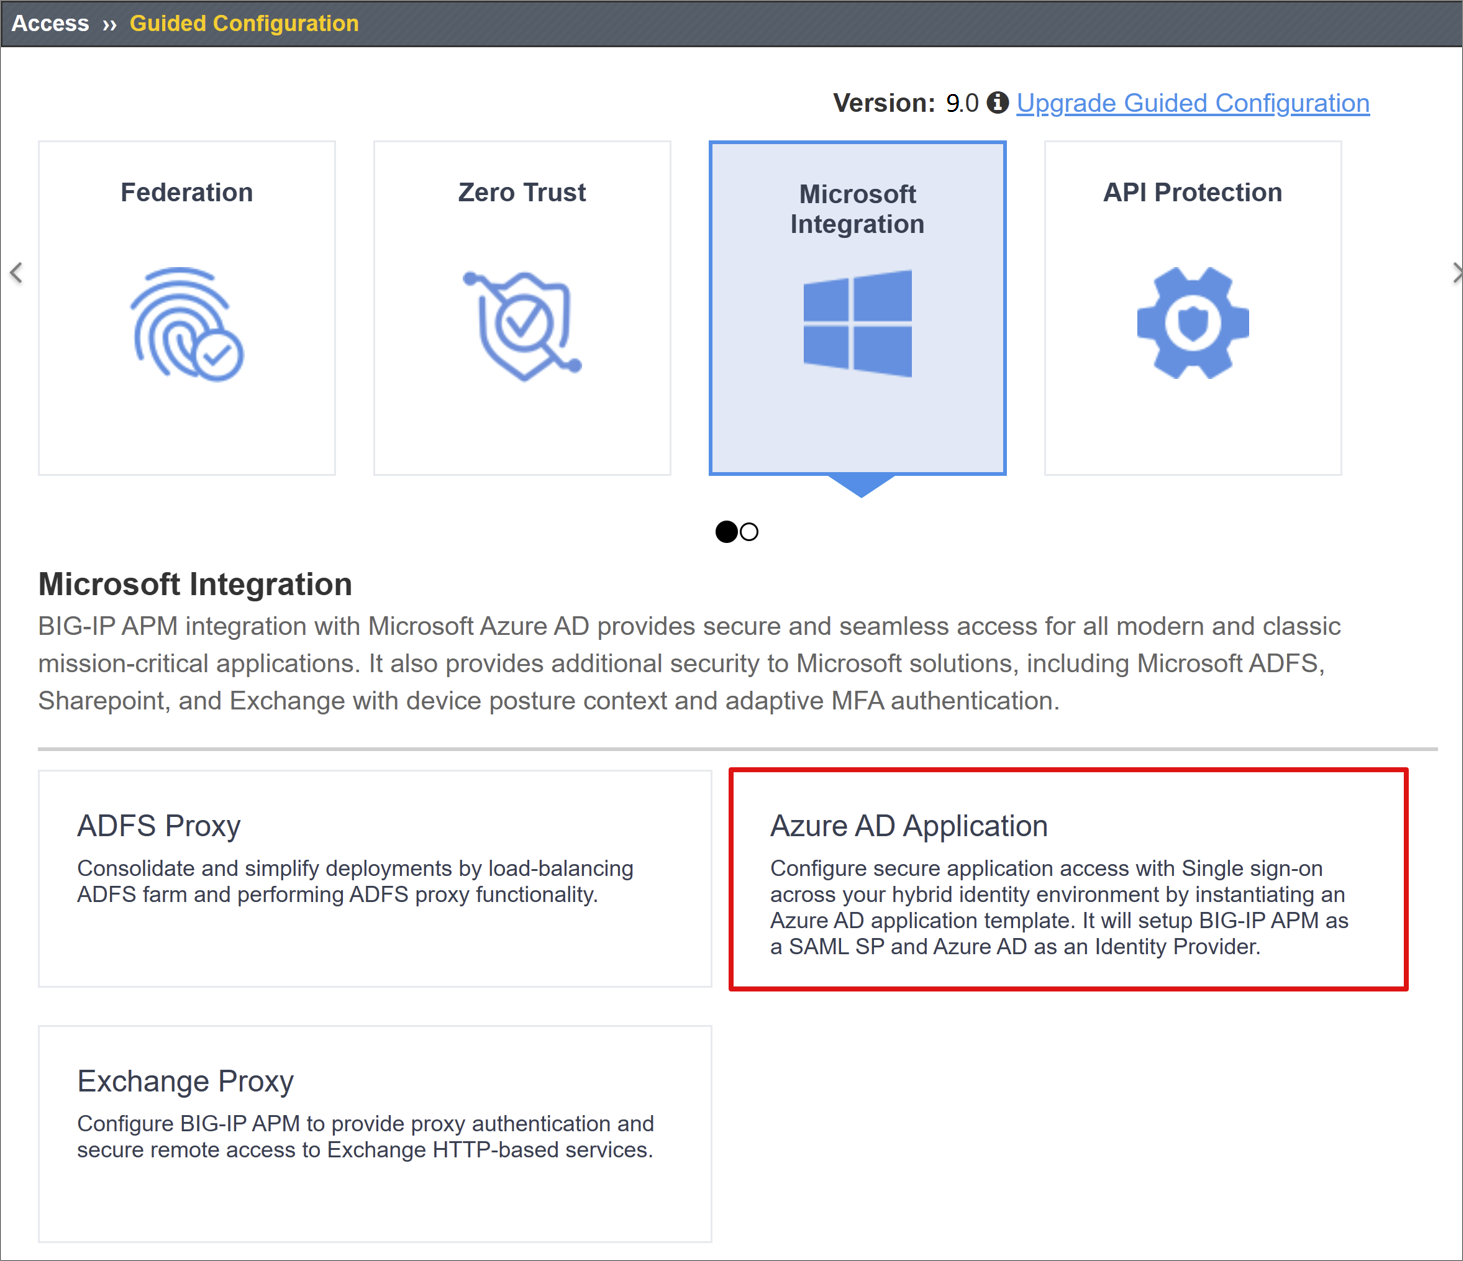 Access ›› Guided Configuration
Version: 9.0 Upgrade Guided Configuration
Federation
Zero Trust
Microsoft
Integration
API Protection
Microsoft Integration
BIG-IP APM integration with Microsoft Azure AD provides secure and seamless access for all modern and classic
mission-critical applications. It also provides additional security to Microsoft solutions, including Microsoft ADFS,
Sharepoint, and Exchange with device posture context and adaptive MFA authentication.
ADFS Proxy
Consolidate and simplify deployments by load-balancing
ADFS farm and performing ADFS proxy functionality.
Azure AD Application
Configure secure application access with Single sign-on
across your hybrid identity environment by instantiating an
Azure AD application template. It will setup BIG-IP APM as
a SAML SP and Azure AD as an Identity Provider.
Exchange Proxy
Configure BIG-IP APM to provide proxy authentication and
secure remote access to Exchange HTTP-based services.